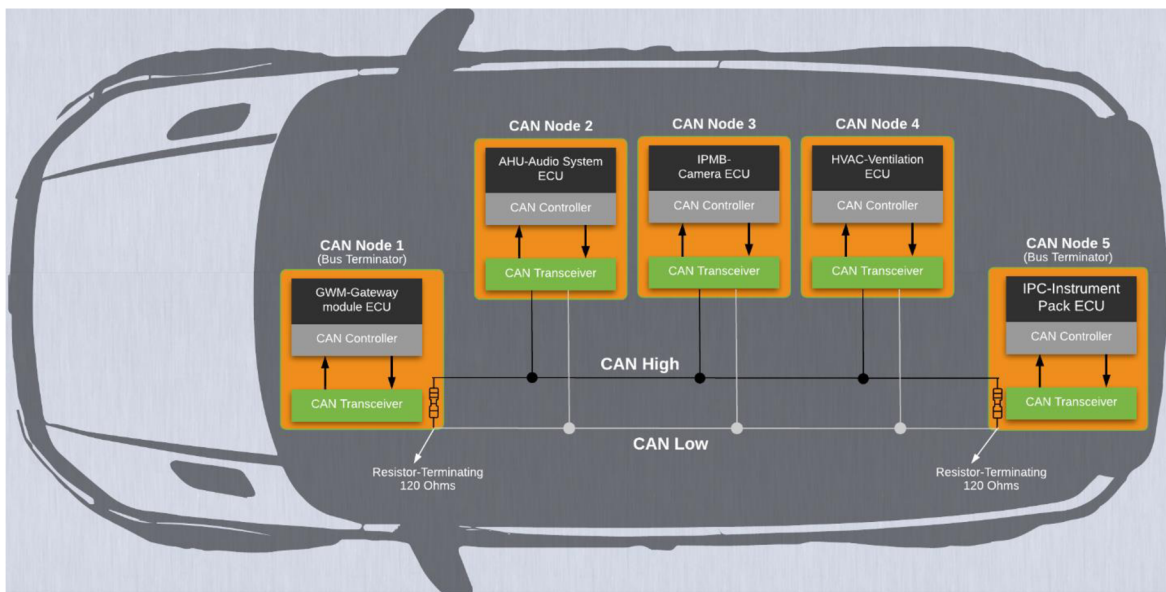 CAN Node 1
(Bus Terminator)
GWM-Gateway
module ECU
CAN Controller
CAN Transceiver
CAN Node 2
AHU-Audio System
ECU
CAN Controller
CAN Transceiver
CAN Node 3
IPMB-
Camera ECU
CAN Controller
CAN Transceiver
CAN Node 4
HVAC-Ventilation
ECU
CAN Controller
CAN Transceiver
CAN Node 5
(Bus Terminator)
IPC-Instrument
Pack ECU
CAN Controller
CAN Transceiver
CAN High
CAN Low
Resistor-Terminating
120 Ohms
Resistor-Terminating
120 Ohms